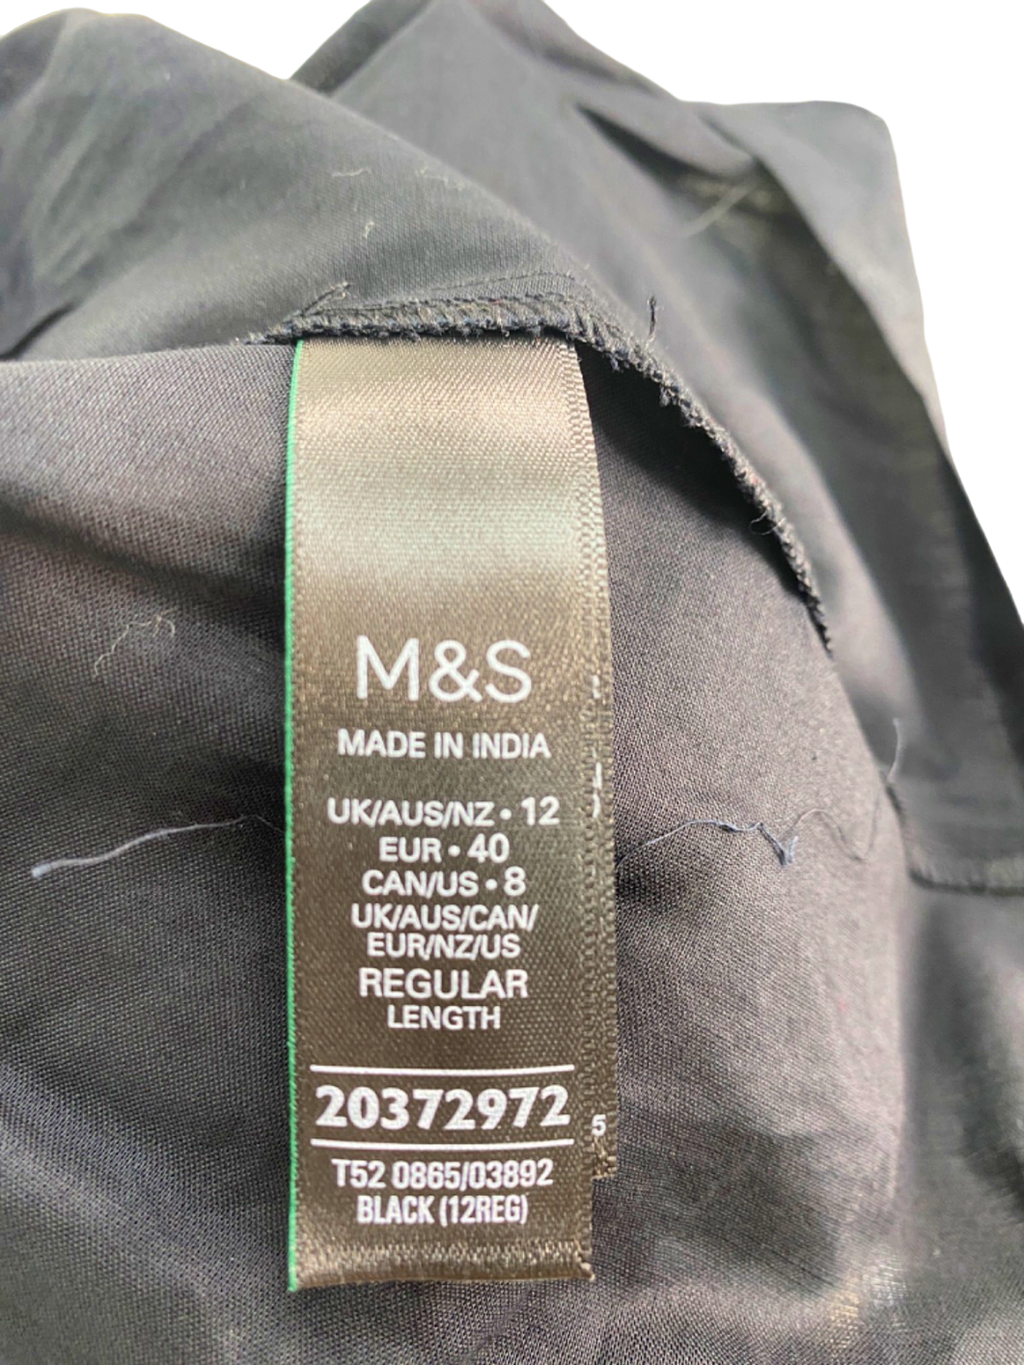 M&S
MADE IN INDIA
UK/AUS/NZ • 12
EUR • 40
CAN/US • 8
UK/AUS/CAN/
EUR/NZ/US
REGULAR
LENGTH
20372972
5
T52 0865/03892
BLACK (12REG)